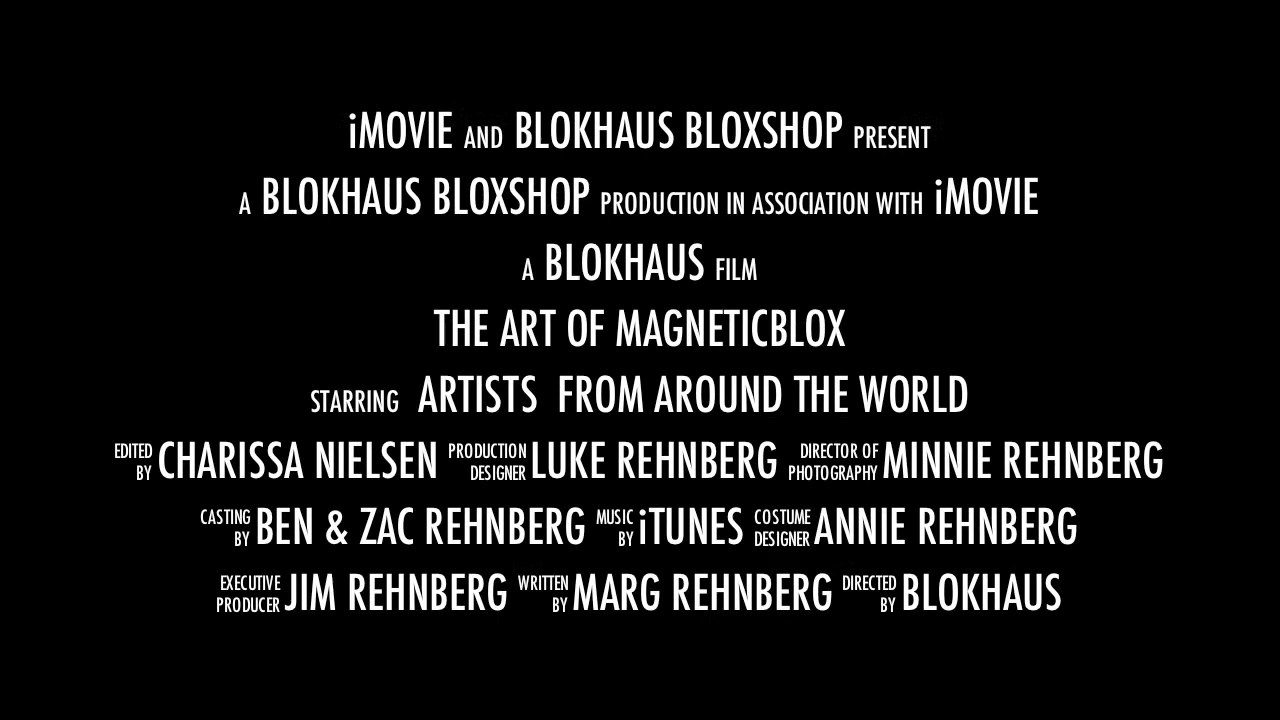 iMOVIE AND BLOKHAUS BLOXSHOP PRESENT
A BLOKHAUS BLOXSHOP PRODUCTION IN ASSOCIATION WITH iMOVIE
A BLOKHAUS FILM
THE ART OF MAGNETICBLOX
STARRING ARTISTS FROM AROUND THE WORLD
EDITED BY CHARISSA NIELSEN PRODUCTION DESIGNER LUKE REHNBERG DIRECTOR OF PHOTOGRAPHY MINNIE REHNBERG
CASTING BY BEN & ZAC REHNBERG MUSIC BY iTUNES COSTUME DESIGNER ANNIE REHNBERG
EXECUTIVE PRODUCER JIM REHNBERG WRITTEN BY MARG REHNBERG DIRECTED BY BLOKHAUS